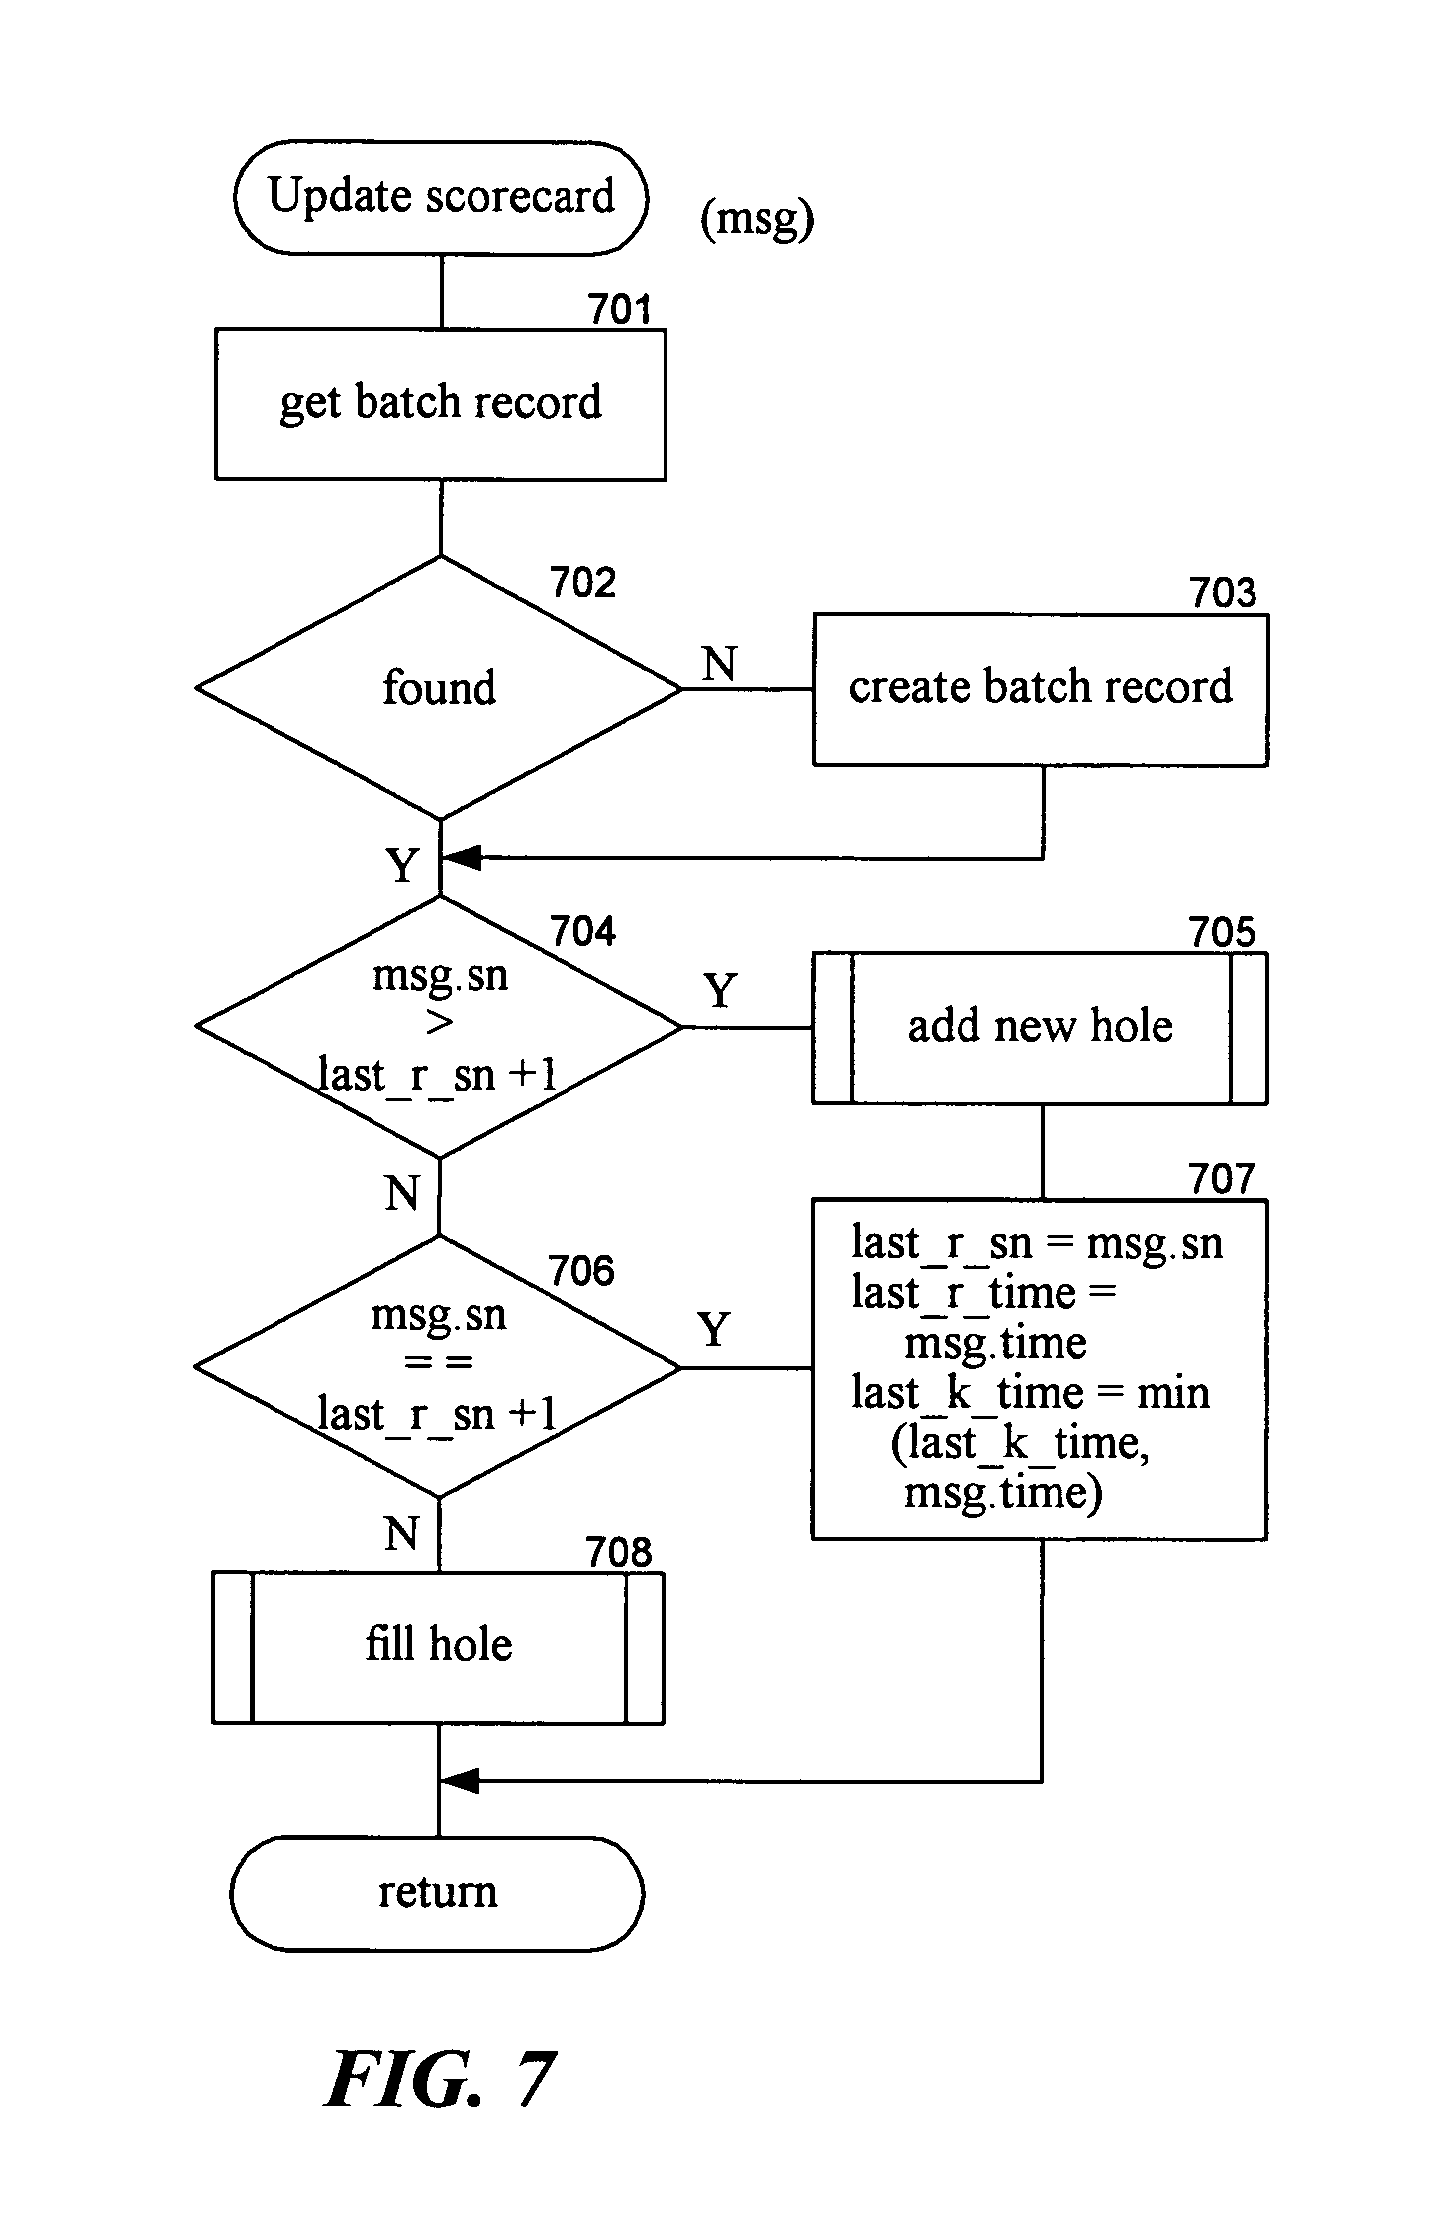 Update scorecard
(msg)
701
get batch record
702
found
N
703
create batch record
Y
704
msg.sn
>
last_r_sn +1
Y
705
add new hole
N
706
msg.sn
= =
last_r_sn +1
Y
707
last_r_sn = msg.sn
last_r_time =
msg.time
last_k_time = min
(last_k_time,
msg.time)
N
708
fill hole
return
FIG. 7